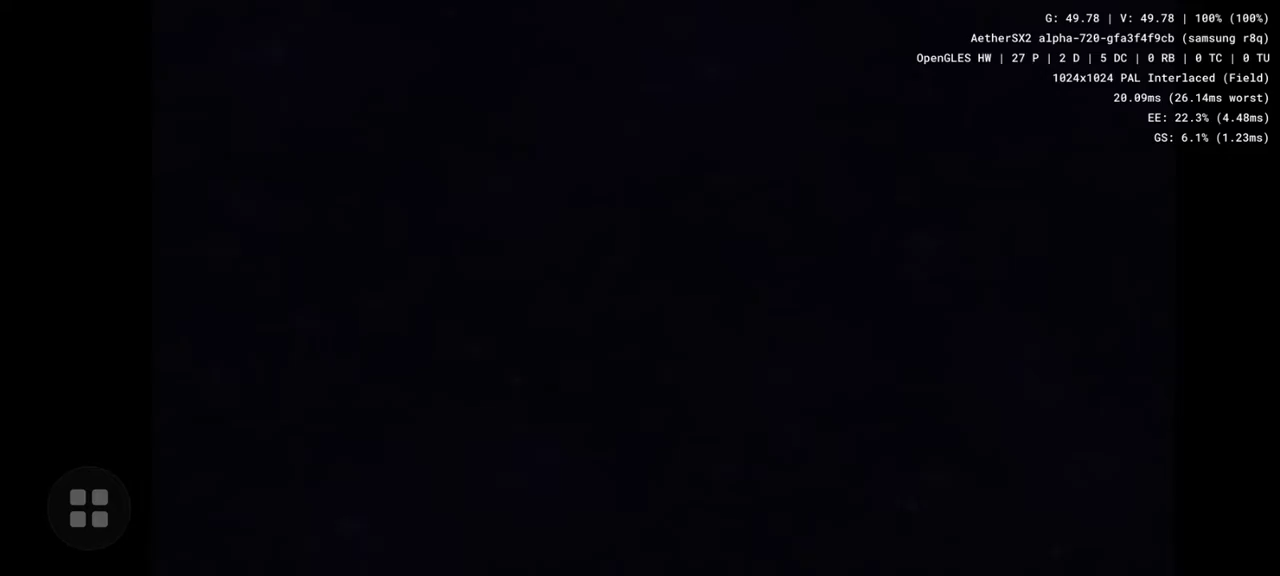 G: 49.78 | V: 49.78 | 100% (100%)
AetherSX2 alpha-720-gfa3f4f9cb (samsung r8q)
OpenGLES HW | 27 P | 2 D | 5 DC | 0 RB | 0 TC | 0 TU
1024x1024 PAL Interlaced (Field)
20.09ms (26.14ms worst)
EE: 22.3% (4.48ms)
GS: 6.1% (1.23ms)